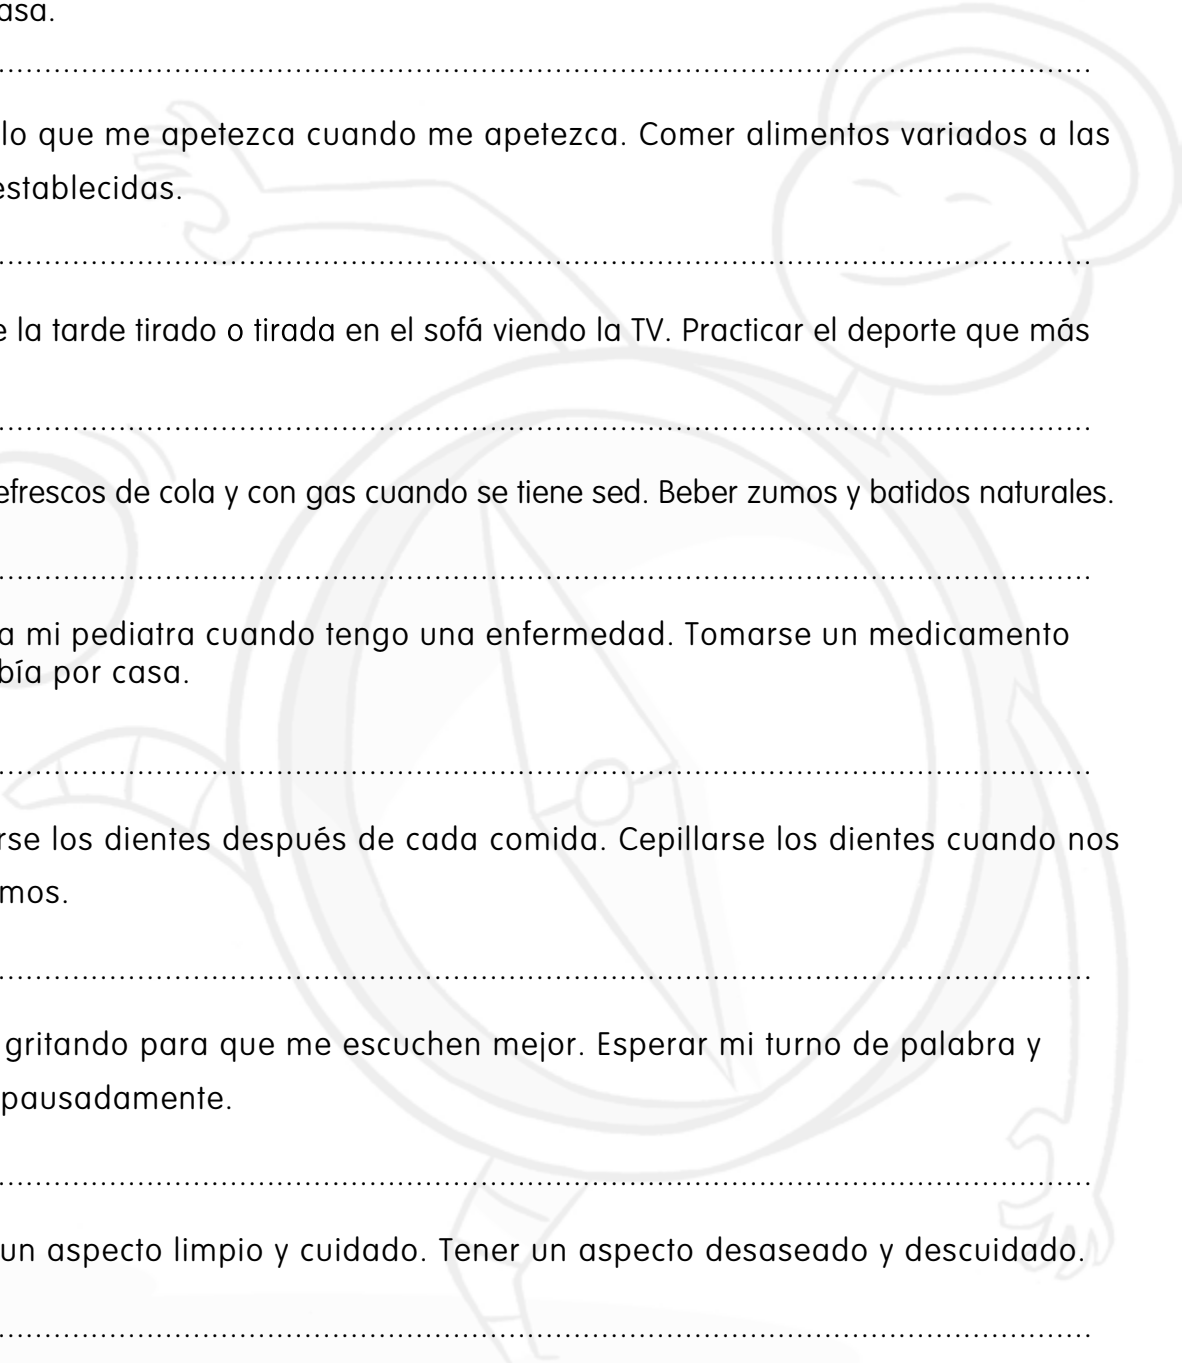 asa.
lo que me apetezca cuando me apetezca. Comer alimentos variados a las
establecidas.
e la tarde tirado o tirada en el sofá viendo la TV. Practicar el deporte que más
efrescos de cola y con gas cuando se tiene sed. Beber zumos y batidos naturales.
a mi pediatra cuando tengo una enfermedad. Tomarse un medicamento
bía por casa.
rse los dientes después de cada comida. Cepillarse los dientes cuando nos
mos.
gritando para que me escuchen mejor. Esperar mi turno de palabra y
pausadamente.
un aspecto limpio y cuidado. Tener un aspecto desaseado y descuidado.